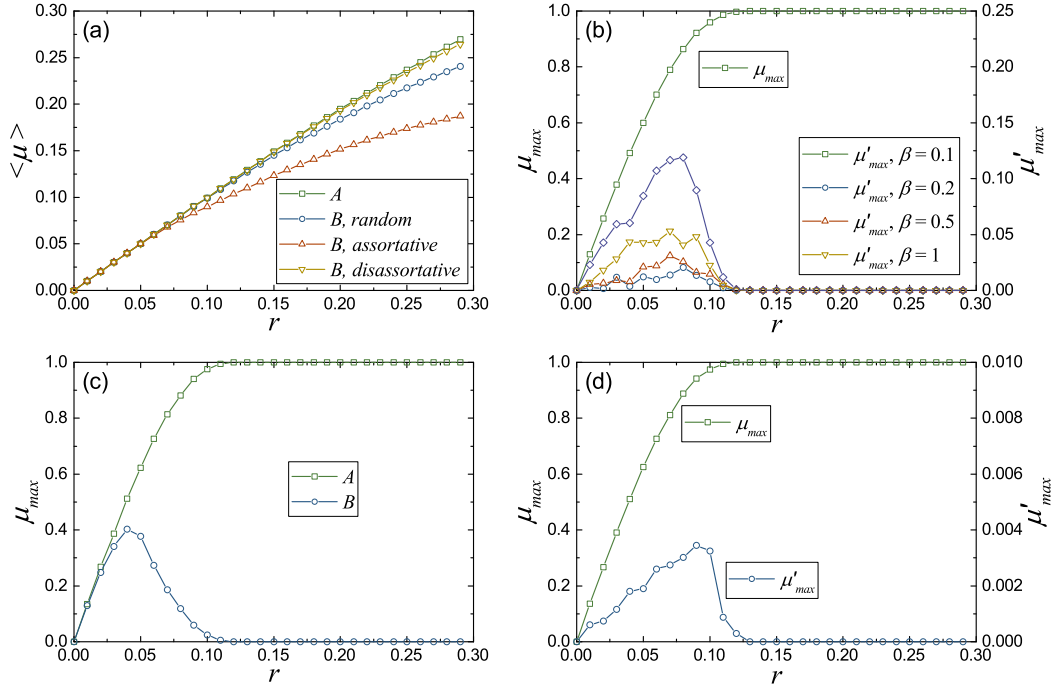 (a)
<μ>
0.25
0.20
0.15
0.10
0.05
0.00
0.00 0.05 0.10 0.15 0.20 0.25 0.30
r
A
B, random
B, assortative
B, disassortative
(b)
μmax
1.0
0.8
0.6
0.4
0.2
0.0
0.00 0.05 0.10 0.15 0.20 0.25 0.30
r
μmax
μ'max, β = 0.1
μ'max, β = 0.2
μ'max, β = 0.5
μ'max, β = 1
0.25
0.20
0.15
0.10
0.05
0.00
μ'max
(c)
μmax
1.0
0.8
0.6
0.4
0.2
0.0
0.00 0.05 0.10 0.15 0.20 0.25 0.30
r
A
B
(d)
μmax
1.0
0.8
0.6
0.4
0.2
0.0
0.00 0.05 0.10 0.15 0.20 0.25 0.30
r
μmax
μ'max
0.010
0.008
0.006
0.004
0.002
0.000
μ'max